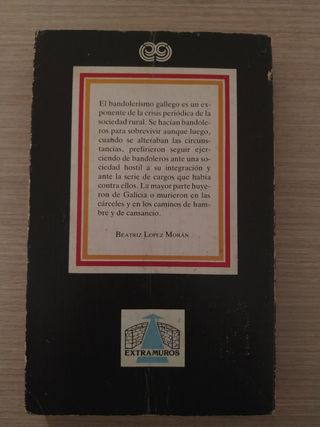 El bandolerismo gallego es un ex-
ponente de la crisis periódica de la
sociedad rural. Se hacían bandole-
ros para sobrevivir aunque luego,
cuando se alteraban las circuns-
tancias, prefirieron seguir ejer-
ciendo de bandoleros ante una so-
ciedad hostil a su integración y
ante la serie de cargos que había
contra ellos. La mayor parte huye-
ron de Galicia o murieron en las
cárceles y en los caminos de ham-
bre y de cansancio.
BEATRIZ LOPEZ MORÁN
EXTRAMUROS